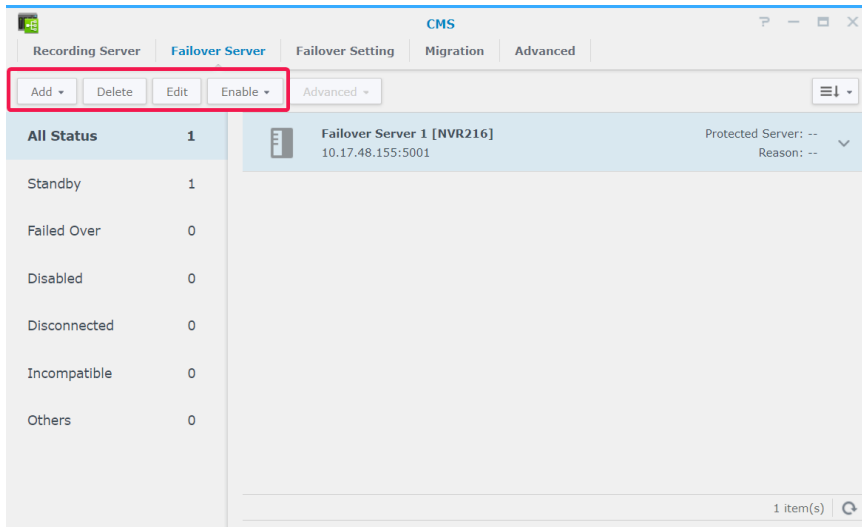 CMS
Recording Server Failover Server Failover Setting Migration Advanced
Add Delete Edit Enable Advanced
All Status 1
Failover Server 1 [NVR216] Protected Server: --
10.17.48.155:5001 Reason: --
Standby 1
Failed Over 0
Disabled 0
Disconnected 0
Incompatible 0
Others 0
1 item(s)